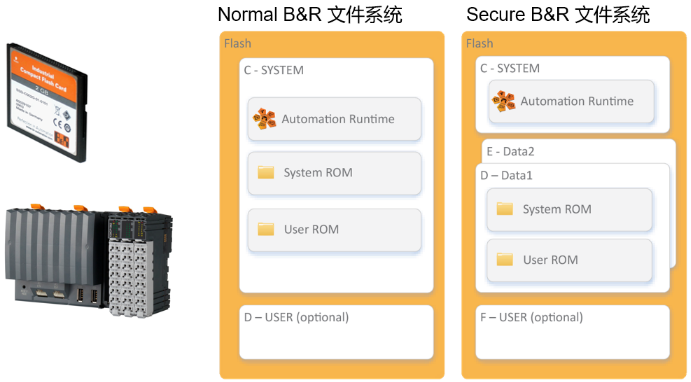 Normal B&R 文件系统
Flash
C - SYSTEM
Automation Runtime
System ROM
User ROM
D – USER (optional)
Secure B&R 文件系统
Flash
C - SYSTEM
Automation Runtime
E - Data2
D – Data1
System ROM
User ROM
F – USER (optional)
Industrial
Compact Flash Card
2 GB